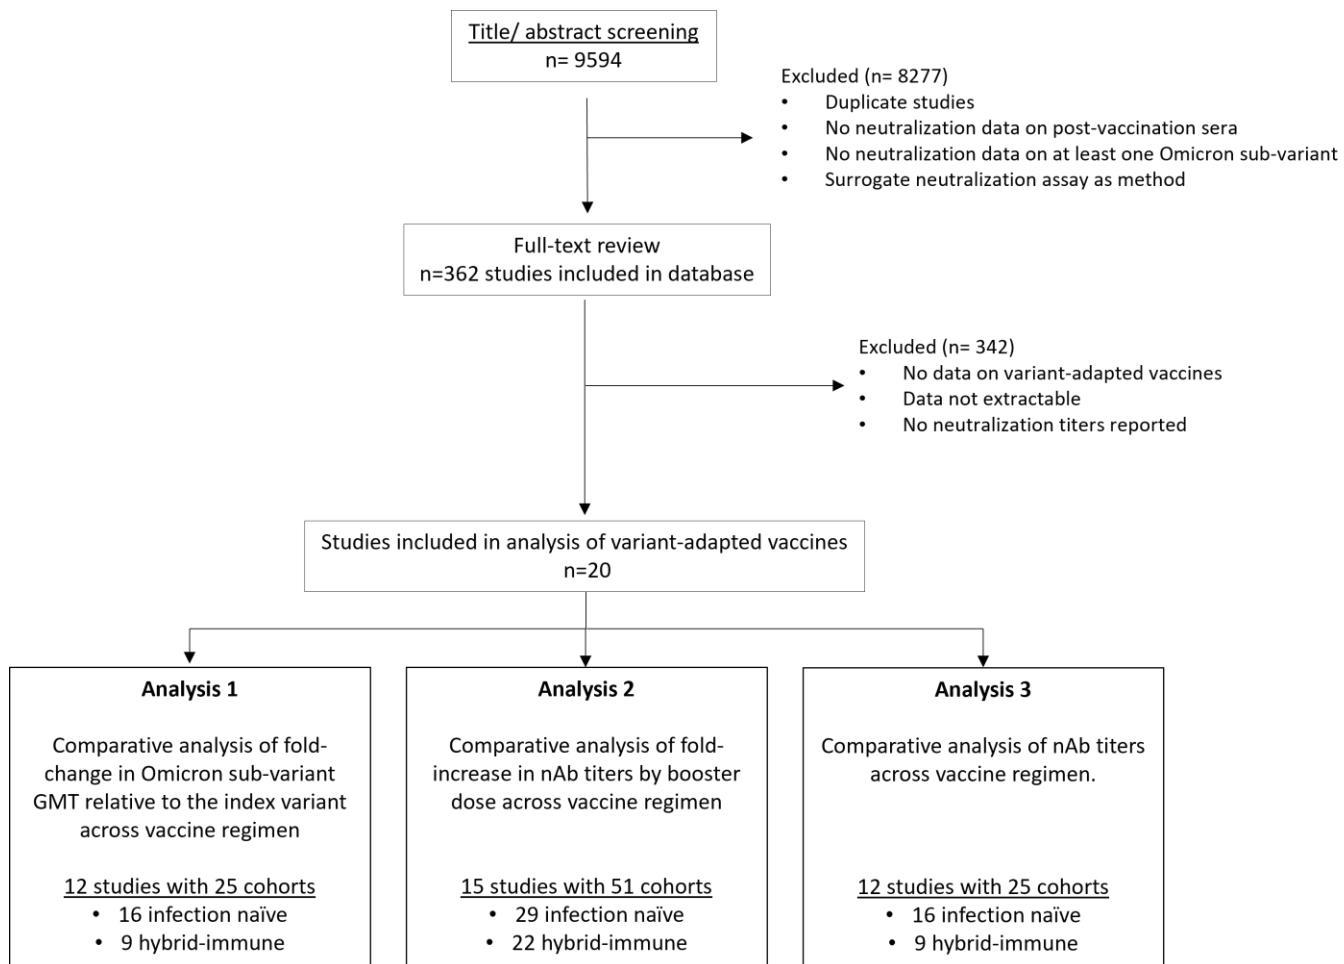 Title/ abstract screening
n= 9594
Excluded (n= 8277)
• Duplicate studies
• No neutralization data on post-vaccination sera
• No neutralization data on at least one Omicron sub-variant
• Surrogate neutralization assay as method
Full-text review
n=362 studies included in database
Excluded (n= 342)
• No data on variant-adapted vaccines
• Data not extractable
• No neutralization titers reported
Studies included in analysis of variant-adapted vaccines
n=20
Analysis 1
Comparative analysis of fold-
change in Omicron sub-variant
GMT relative to the index variant
across vaccine regimen
12 studies with 25 cohorts
• 16 infection naïve
• 9 hybrid-immune
Analysis 2
Comparative analysis of fold-
increase in nAb titers by booster
dose across vaccine regimen
15 studies with 51 cohorts
• 29 infection naïve
• 22 hybrid-immune
Analysis 3
Comparative analysis of nAb titers
across vaccine regimen.
12 studies with 25 cohorts
• 16 infection naïve
• 9 hybrid-immune